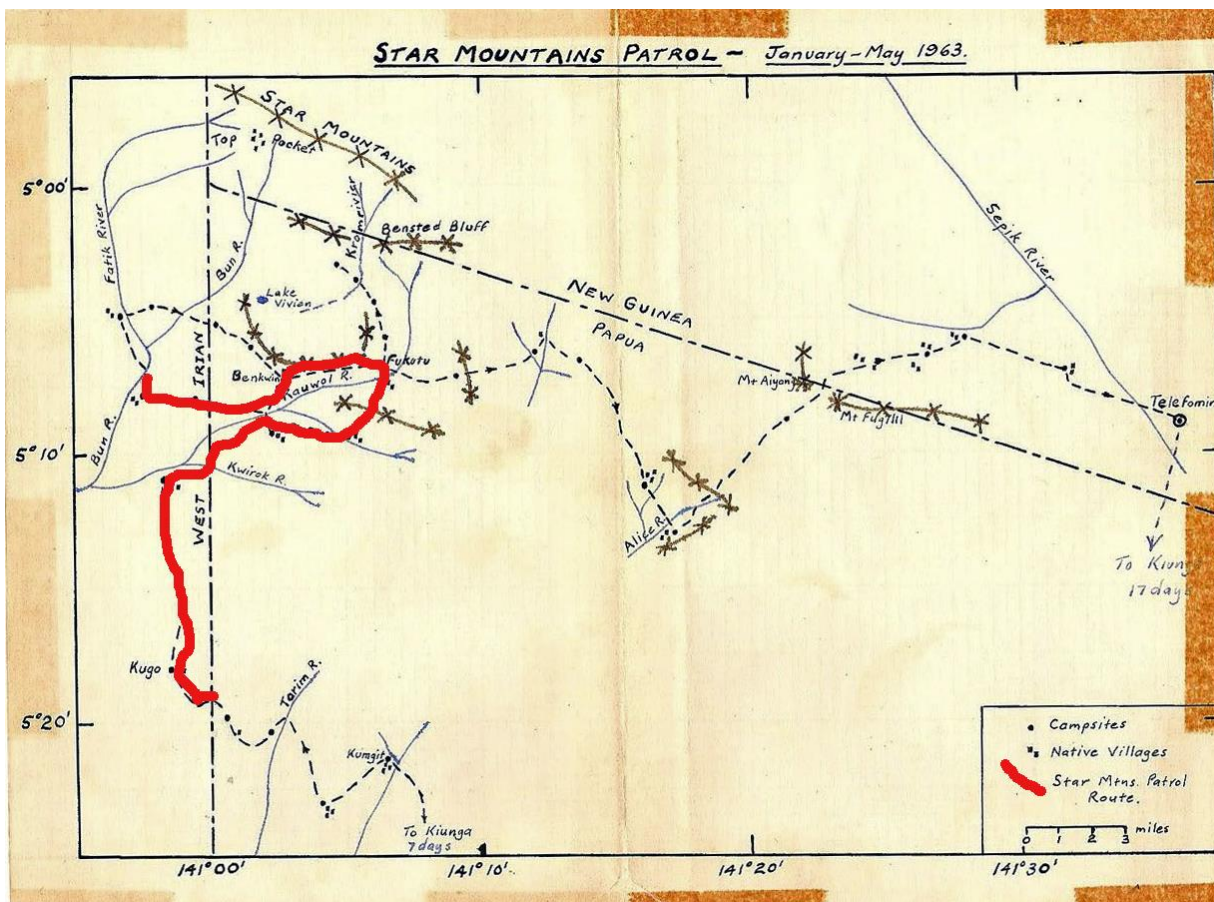 STAR MOUNTAINS PATROL - January-May 1963.
STAR MOUNTAINS
TOP Pocket
5°00'
Fatik River
Bun R.
Kromrivier
Bensted Bluff
Sepik River
Lake
Vivian
NEW GUINEA
PAPUA
WEST IRIAN
Benkwin
Fukotu
Kauwol R.
Mt Aiyang
Mt Fugilil
Telefomin
Bun R.
5°10'
Kwirok R.
Alice R.
To Kiunga
17 days
Kugo
Tarim R.
5°20'
Kumgit
To Kiunga
7 days
Campsites
Native Villages
Star Mtns. Patrol
Route.
0 1 2 3 miles
141°00'
141°10'
141°20'
141°30'